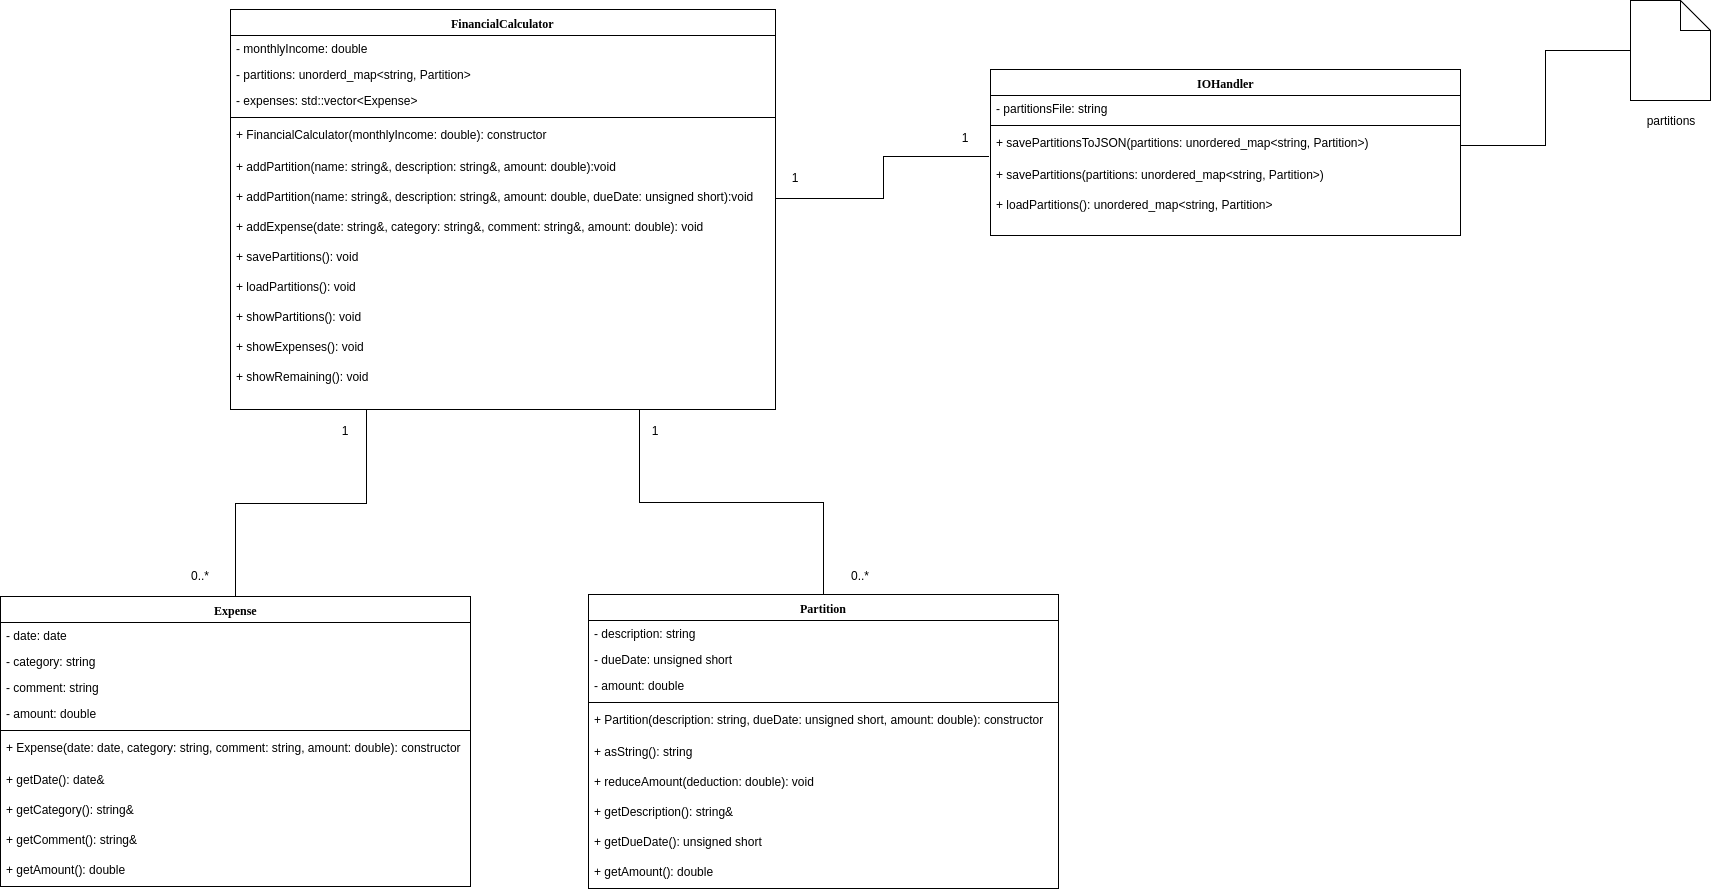 FinancialCalculator
- monthlyIncome: double
- partitions: unorderd_map<string, Partition>
- expenses: std::vector<Expense>
+ FinancialCalculator(monthlyIncome: double): constructor
+ addPartition(name: string&, description: string&, amount: double):void
+ addPartition(name: string&, description: string&, amount: double, dueDate: unsigned short):void
+ addExpense(date: string&, category: string&, comment: string&, amount: double): void
+ savePartitions(): void
+ loadPartitions(): void
+ showPartitions(): void
+ showExpenses(): void
+ showRemaining(): void
1
1
IOHandler
- partitionsFile: string
+ savePartitionsToJSON(partitions: unordered_map<string, Partition>)
+ savePartitions(partitions: unordered_map<string, Partition>)
+ loadPartitions(): unordered_map<string, Partition>
partitions
1
1
0..*
0..*
Expense
- date: date
- category: string
- comment: string
- amount: double
+ Expense(date: date, category: string, comment: string, amount: double): constructor
+ getDate(): date&
+ getCategory(): string&
+ getComment(): string&
+ getAmount(): double
Partition
- description: string
- dueDate: unsigned short
- amount: double
+ Partition(description: string, dueDate: unsigned short, amount: double): constructor
+ asString(): string
+ reduceAmount(deduction: double): void
+ getDescription(): string&
+ getDueDate(): unsigned short
+ getAmount(): double